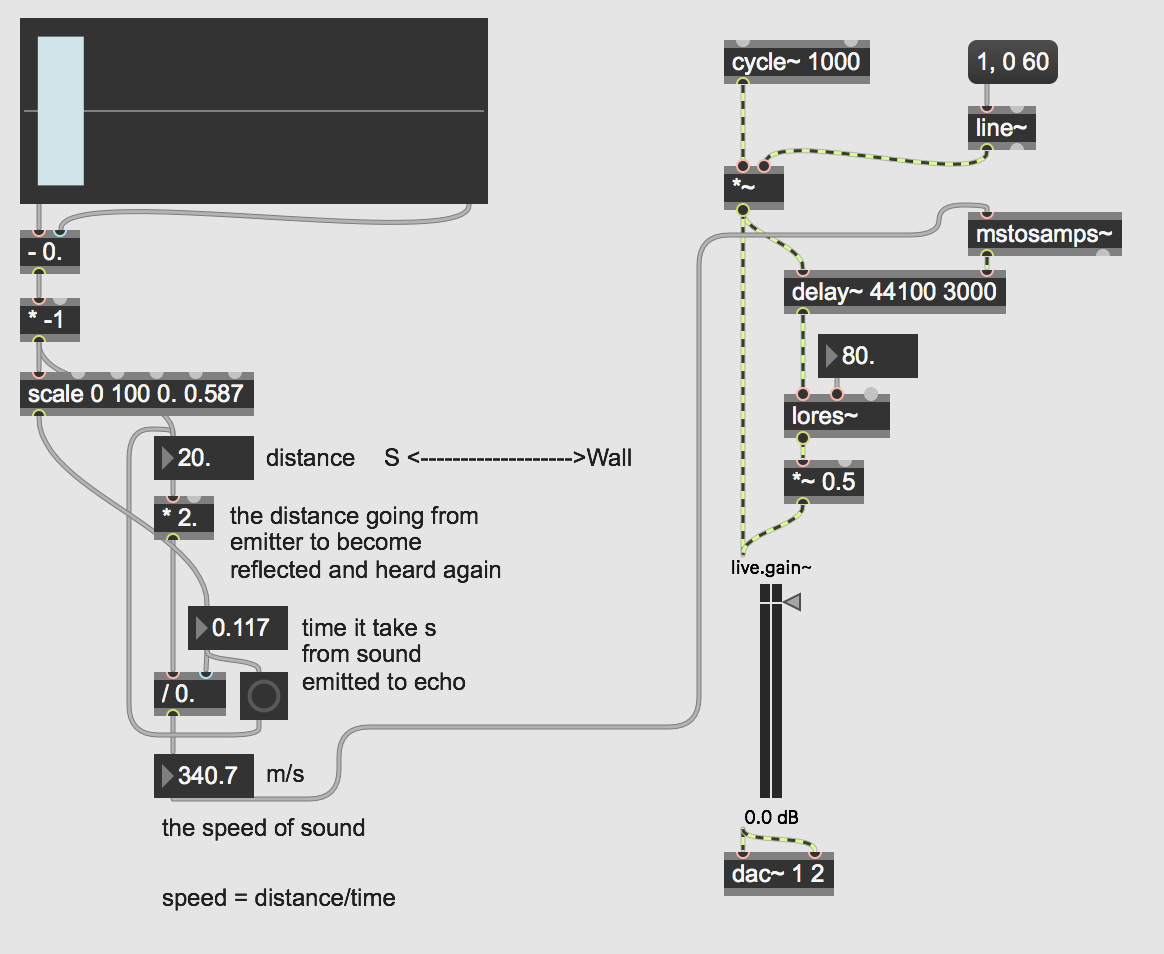 cycle~ 1000
1, 0 60
line~
*~
mstosamps~
- 0.
delay~ 44100 3000
* -1
80.
scale 0 100 0. 0.587
lores~
20.
distance
S <------------------->Wall
*~ 0.5
* 2.
the distance going from
emitter to become
reflected and heard again
live.gain~
0.117
time it take s
from sound
emitted to echo
/ 0.
340.7
m/s
0.0 dB
the speed of sound
dac~ 1 2
speed = distance/time